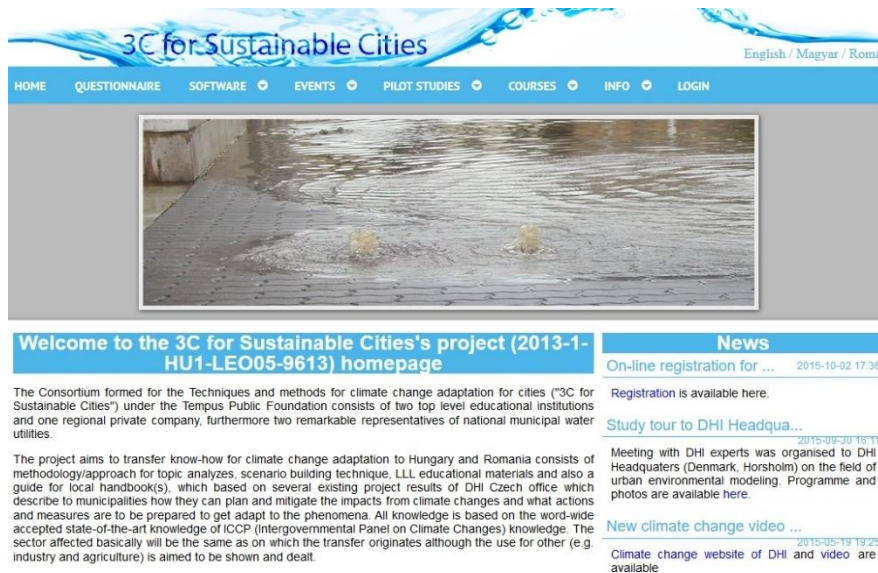 3C for Sustainable Cities
English / Magyar / Româ
HOME QUESTIONNAIRE SOFTWARE EVENTS PILOT STUDIES COURSES INFO LOGIN
Welcome to the 3C for Sustainable Cities's project (2013-1-
HU1-LEO05-9613) homepage
The Consortium formed for the Techniques and methods for climate change adaptation for cities ("3C for
Sustainable Cities") under the Tempus Public Foundation consists of two top level educational institutions
and one regional private company, furthermore two remarkable representatives of national municipal water
utilities.
The project aims to transfer know-how for climate change adaptation to Hungary and Romania consists of
methodology/approach for topic analyzes, scenario building technique, LLL educational materials and also a
guide for local handbook(s), which based on several existing project results of DHI Czech office which
describe to municipalities how they can plan and mitigate the impacts from climate changes and what actions
and measures are to be prepared to get adapt to the phenomena. All knowledge is based on the word-wide
accepted state-of-the-art knowledge of ICCP (Intergovernmental Panel on Climate Changes) knowledge. The
sector affected basically will be the same as on which the transfer originates although the use for other (e.g.
industry and agriculture) is aimed to be shown and dealt.
News
On-line registration for ... 2015-10-02 17:36
Registration is available here.
Study tour to DHI Headqua...
2015-09-30 16:11
Meeting with DHI experts was organised to DHI
Headquaters (Denmark, Horsholm) on the field of
urban environmental modeling. Programme and
photos are available here.
New climate change video ...
2015-05-19 19:25
Climate change website of DHI and video are
available